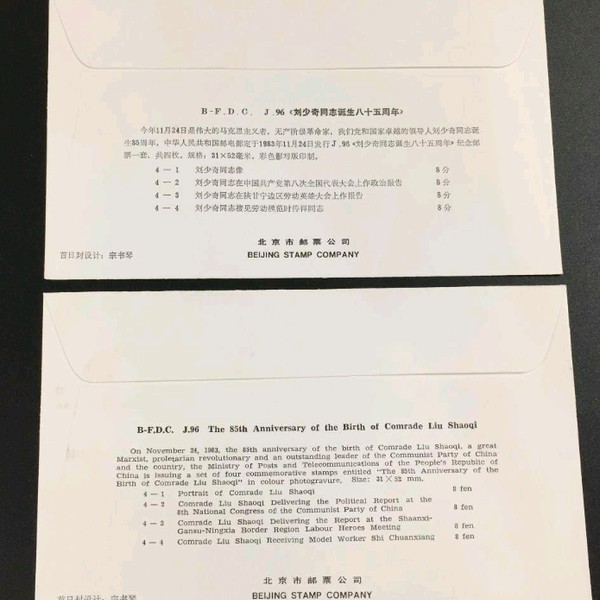 B-F.D.C. J.96《刘少奇同志诞生八十五周年》
今年11月24日是伟大的马克思主义者，无产阶级革命家，我们党和国家卓越的领导人刘少奇同志诞
生85周年，中华人民共和国邮电部定于1983年11月24日发行J.96《刘少奇同志诞生八十五周年》纪念邮
票一套，共四枚。规格：31×52毫米，彩色影写版印制。
4—1 刘少奇同志像 8分
4—2 刘少奇同志在中国共产党第八次全国代表大会上作政治报告 8分
4—3 刘少奇同志在陕甘宁边区劳动英雄大会上作报告 8分
4—4 刘少奇同志接见劳动模范时传祥同志 8分
北京市邮票公司
首日封设计：宗书琴 BEIJING STAMP COMPANY
B-F.D.C. J.96 The 85th Anniversary of the Birth of Comrade Liu Shaoqi
On November 24, 1983, the 85th anniversary of the birth of Comrade Liu Shaoqi, a great
Marxist, proletarian revolutionary and an outstanding leader of the Communist Party of China
and the country, the Ministry of Posts and Telecommunications of the People's Republic of
China is issuing a set of four commemorative stamps entitled "The 85th Anniversary of the
Birth of Comrade Liu Shaoqi" in colour photogravure. Size: 31×52 mm.
4—1 Portrait of Comrade Liu Shaoqi 8 fen
4—2 Comrade Liu Shaoqi Delivering the Political Report at the
8th National Congress of the Communist Party of China 8 fen
4—3 Comrade Liu Shaoqi Delivering the Report at the Shaanxi-
Gansu-Ningxia Border Region Labour Heroes Meeting 8 fen
4—4 Comrade Liu Shaoqi Receiving Model Worker Shi Chuanxiang 8 fen
北京市邮票公司
首日封设计：宗书琴 BEIJING STAMP COMPANY